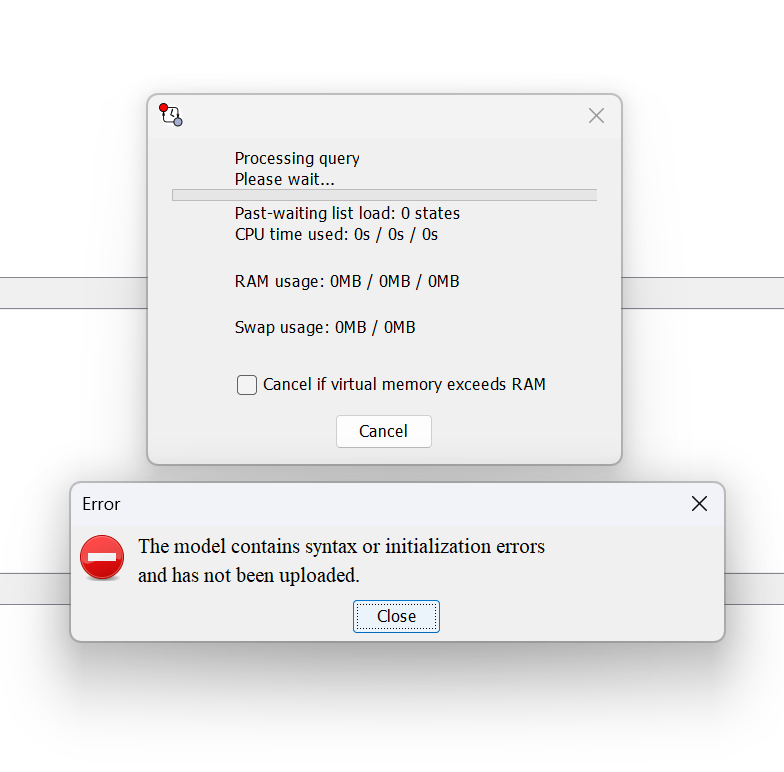 Processing query
Please wait...
Past-waiting list load: 0 states
CPU time used: 0s / 0s / 0s
RAM usage: 0MB / 0MB / 0MB
Swap usage: 0MB / 0MB
Cancel if virtual memory exceeds RAM
Cancel
Error
The model contains syntax or initialization errors
and has not been uploaded.
Close